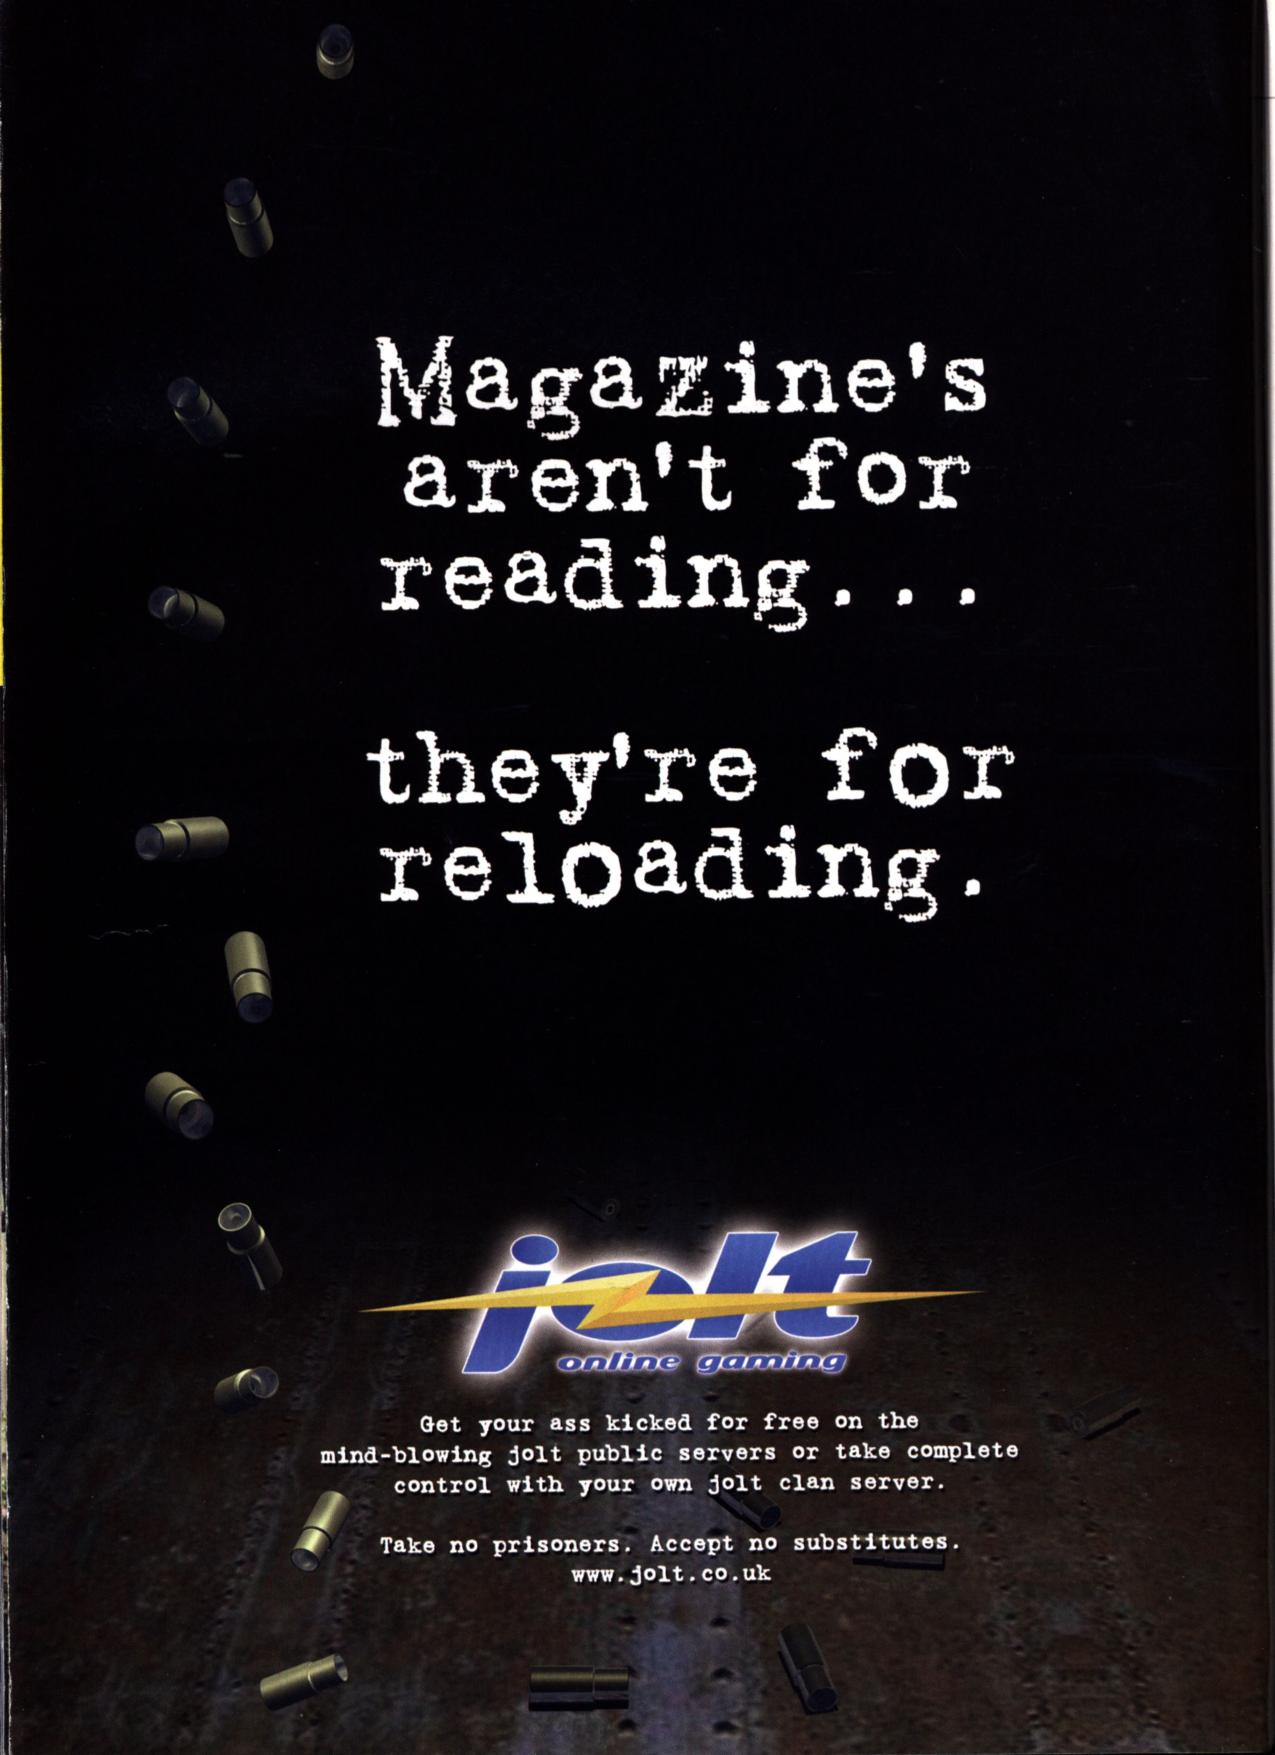 Magazine's
aren't for
reading...
they're for
reloading.
jolt
online gaming
Get your ass kicked for free on the
mind-blowing jolt public servers or take complete
control with your own jolt clan server.
Take no prisoners. Accept no substitutes.
www.jolt.co.uk